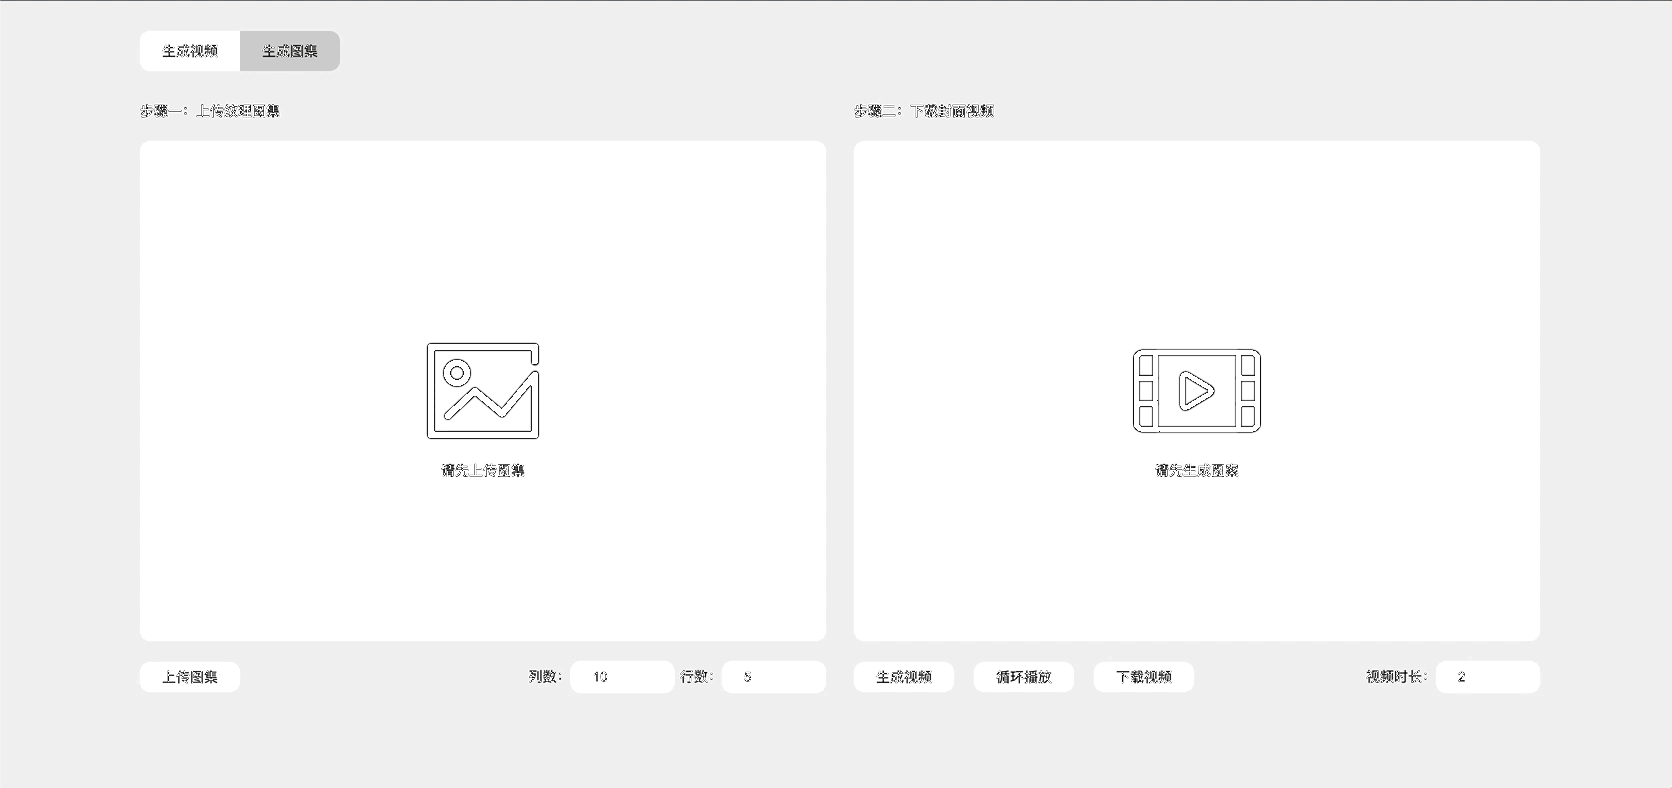 生成视频 生成图集
步骤一：上传纹理图集
步骤二：下载封面视频
请先上传图集
请先生成图案
上传图集 列数： 10 行数： 5
生成视频 循环播放 下载视频 视频时长： 2